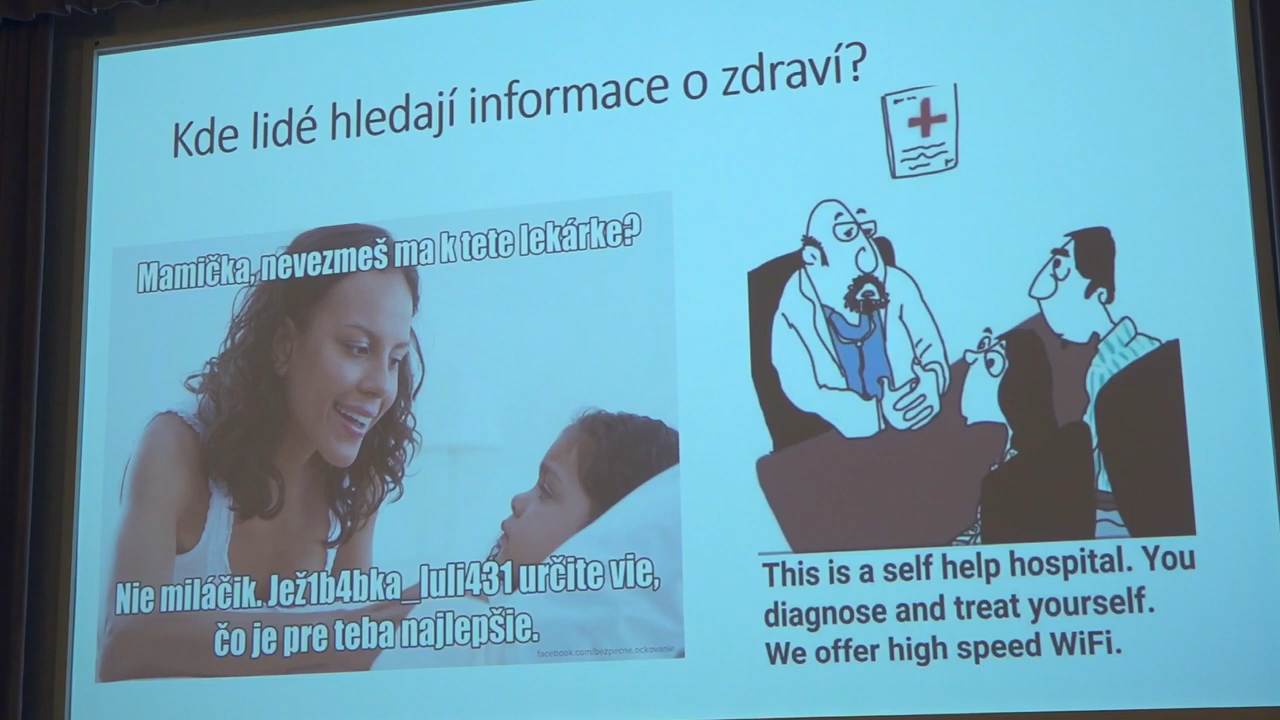 Kde lidé hledají informace o zdraví?
Mamička, nevezmeš ma k tete lekárke?
Nie miláčik. Jež1b4bka_luli431 určite vie,
čo je pre teba najlepšie.
facebook.com/bezpecne.ockovanie
This is a self help hospital. You
diagnose and treat yourself.
We offer high speed WiFi.